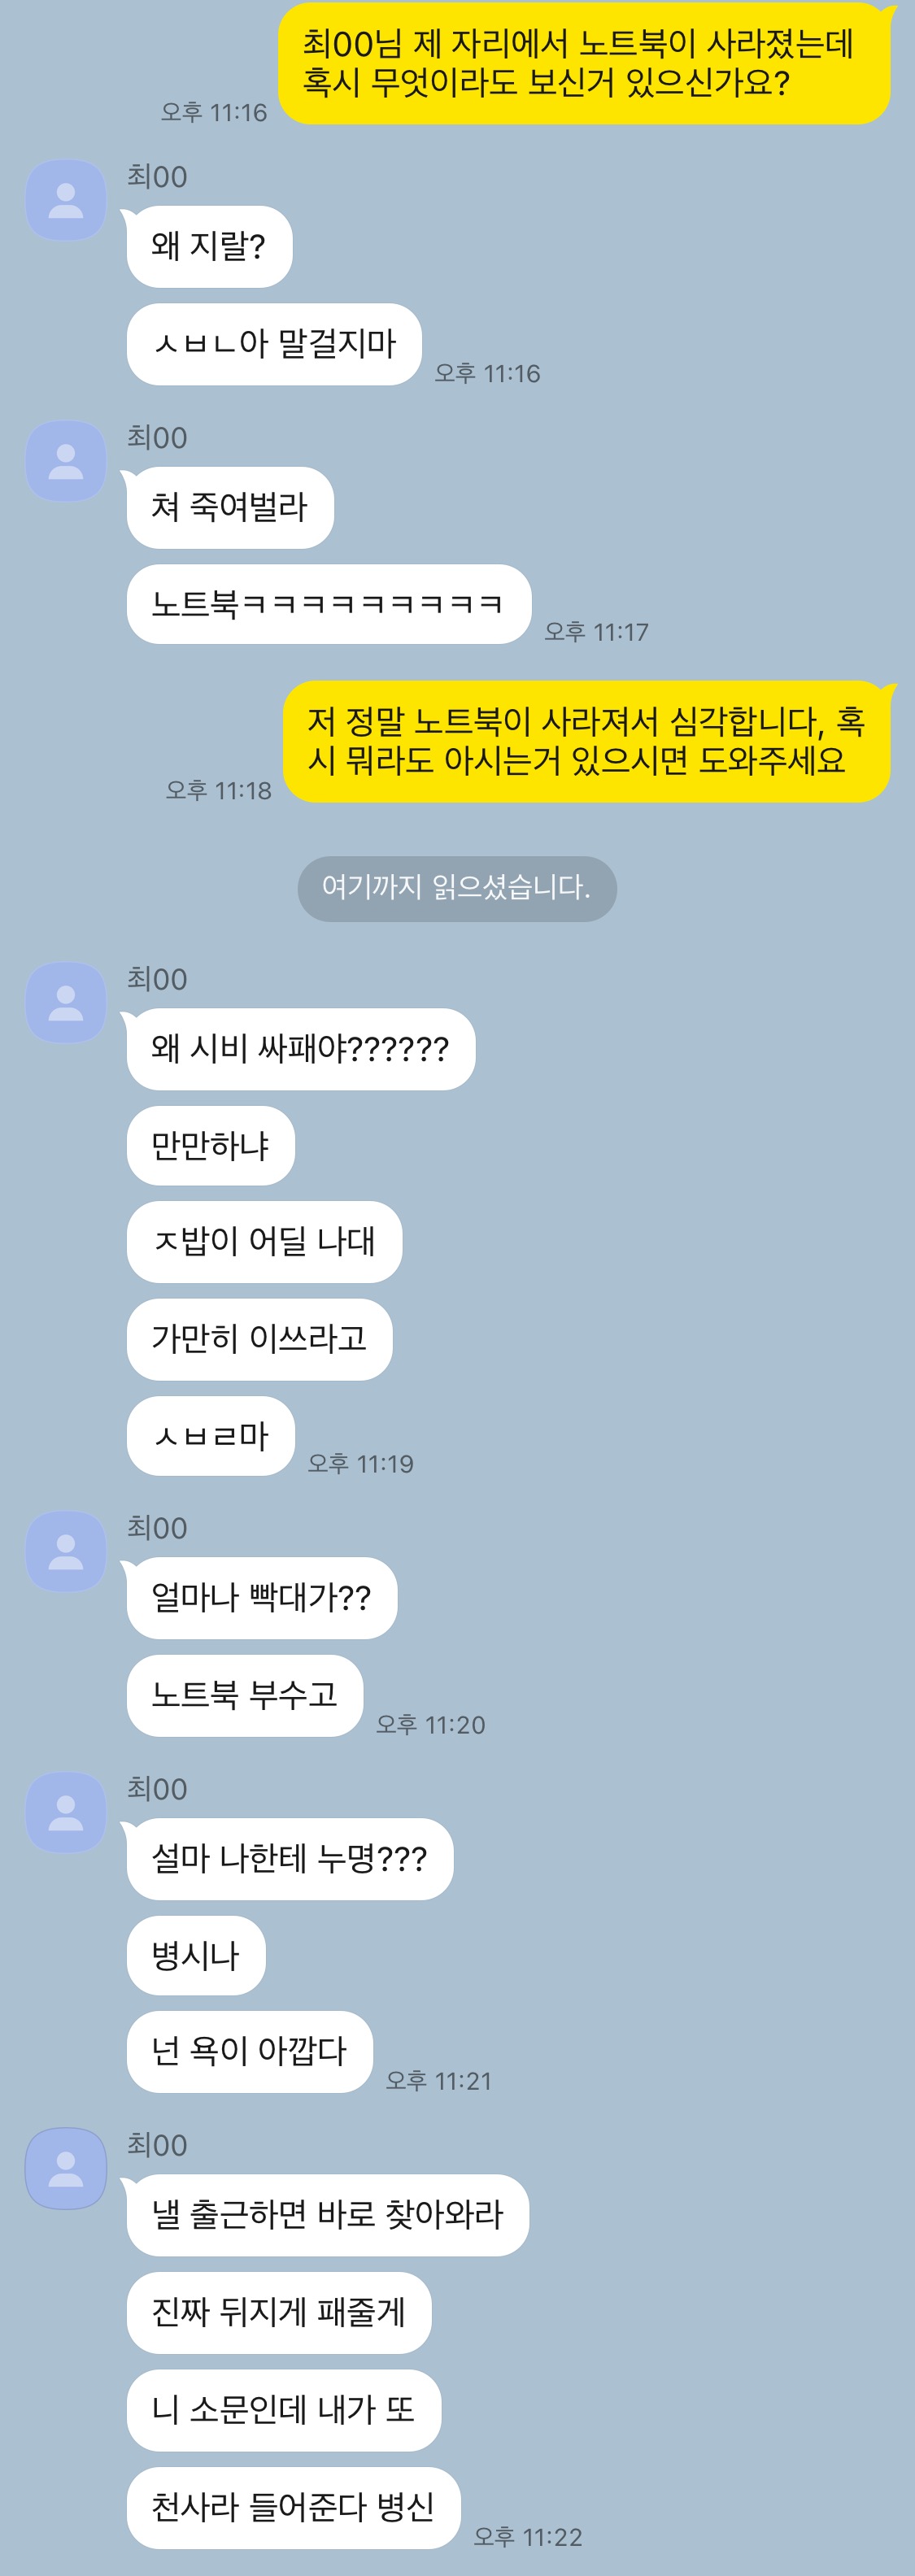 최00님 제 자리에서 노트북이 사라졌는데
혹시 무엇이라도 보신거 있으신가요?
오후 11:16
최00
왜 지랄?
ㅅㅂㄴ아 말걸지마
오후 11:16
최00
쳐 죽여벌라
노트북ㅋㅋㅋㅋㅋㅋㅋㅋㅋ
오후 11:17
저 정말 노트북이 사라져서 심각합니다, 혹
시 뭐라도 아시는거 있으시면 도와주세요
오후 11:18
여기까지 읽으셨습니다.
최00
왜 시비 싸패야??????
만만하냐
ㅈ밥이 어딜 나대
가만히 이쓰라고
ㅅㅂㄹ마
오후 11:19
최00
얼마나 빡대가??
노트북 부수고
오후 11:20
최00
설마 나한테 누명???
병시나
넌 욕이 아깝다
오후 11:21
최00
낼 출근하면 바로 찾아와라
진짜 뒤지게 패줄게
니 소문인데 내가 또
천사라 들어준다 병신
오후 11:22